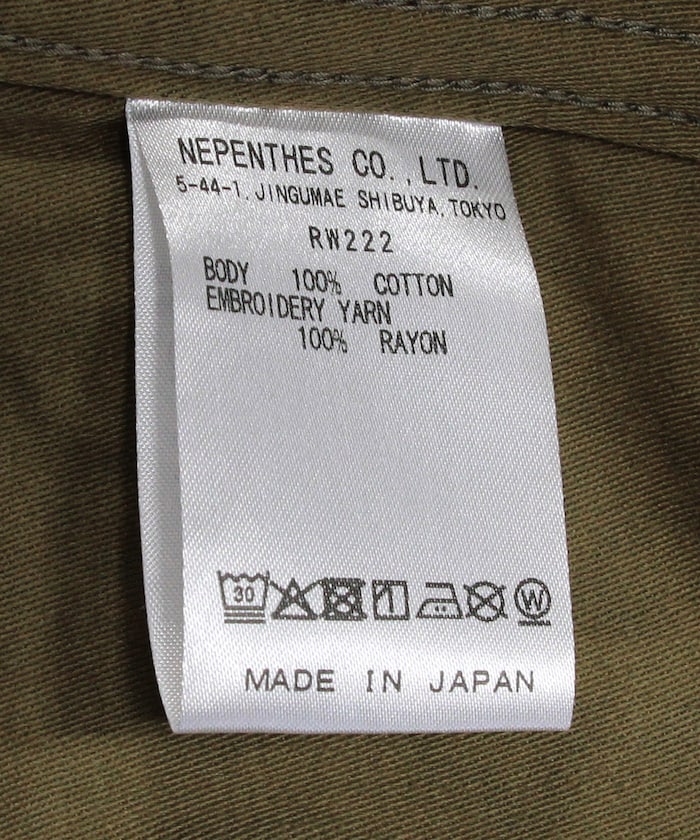 NEPENTHES CO.,LTD.
5-44-1, JINGUMAE SHIBUYA, TOKYO
RW222
BODY 100% COTTON
EMBROIDERY YARN
100% RAYON
30 W
MADE IN JAPAN